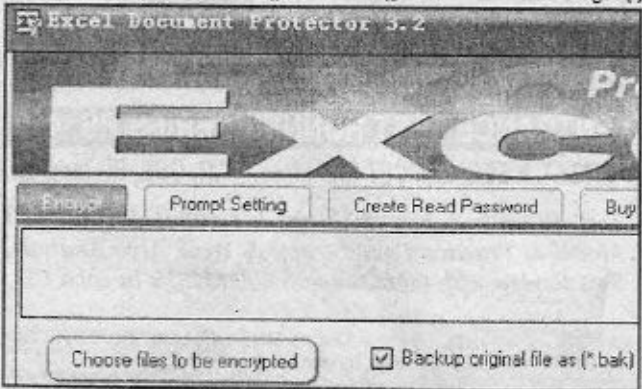 Excel Document Protector 3.2
Pr
Exc
Encrypt Prompt Setting Create Read Password Buy
Choose files to be encrypted Backup original file as (*.bak)